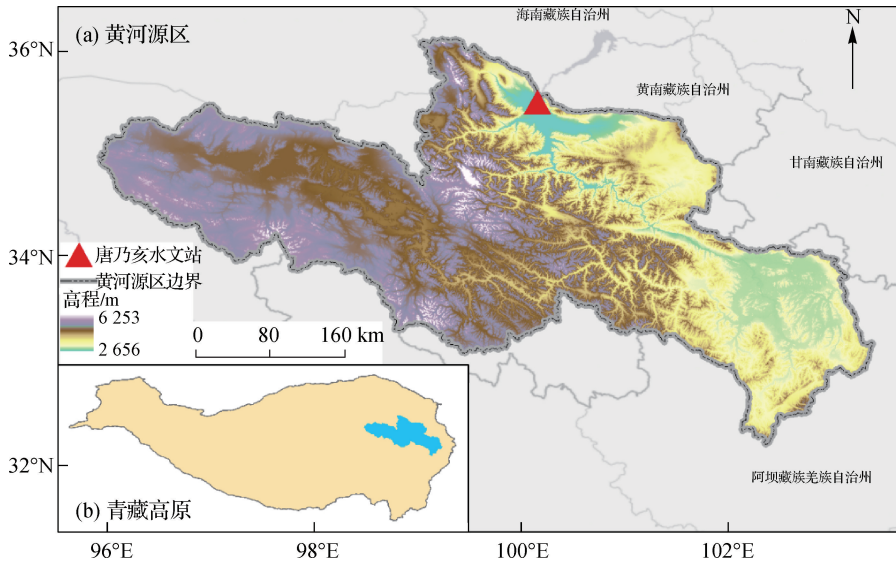 海南藏族自治州
N
36°N
(a) 黄河源区
黄南藏族自治州
甘南藏族自治州
34°N
唐乃亥水文站
黄河源区边界
高程/m
6 253
2 656
0 80 160 km
32°N
(b) 青藏高原
阿坝藏族羌族自治州
96°E 98°E 100°E 102°E